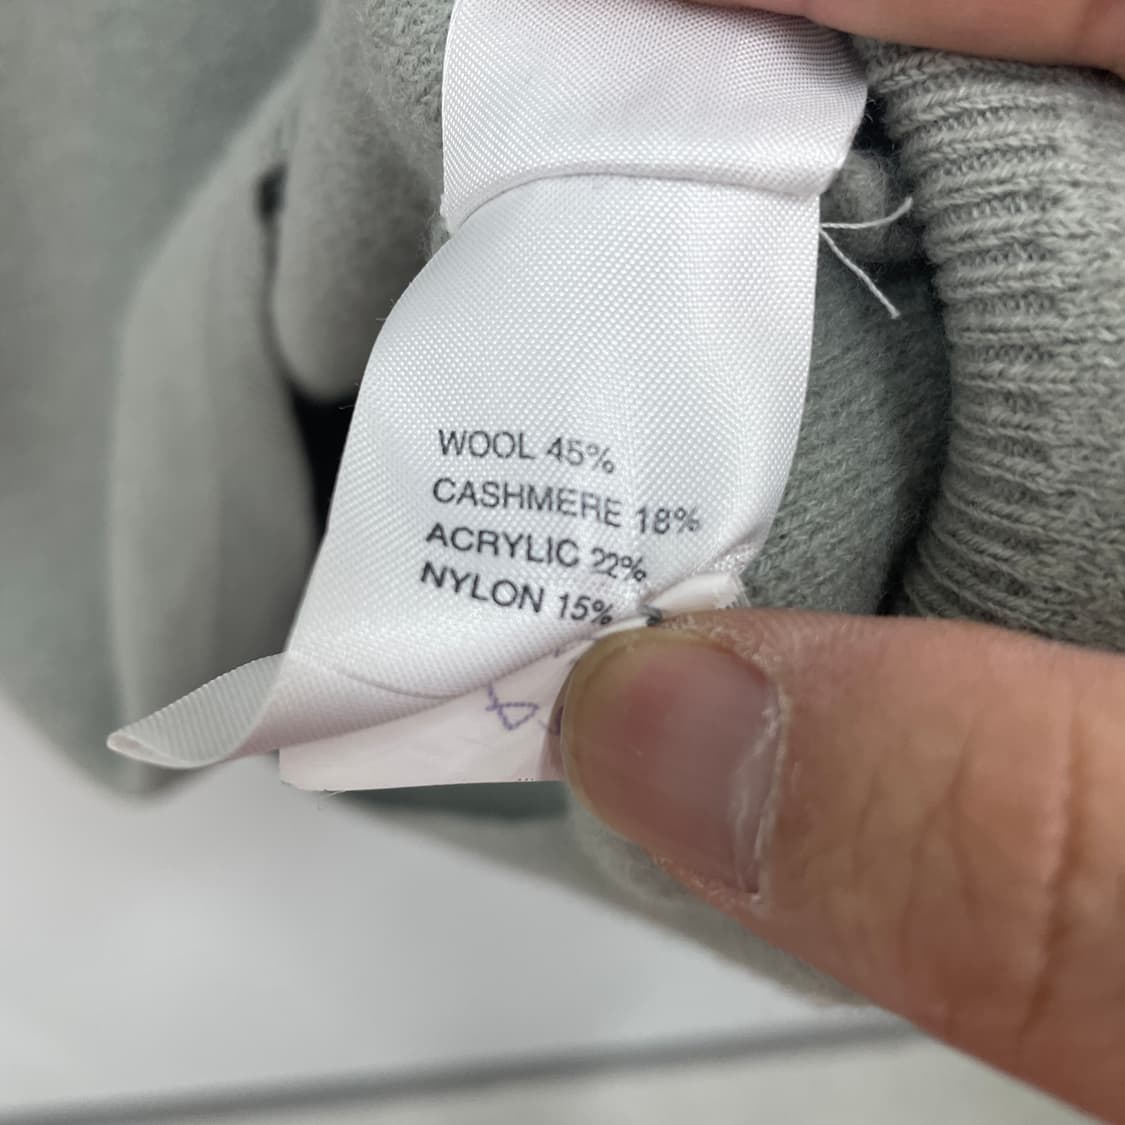 WOOL 45%
CASHMERE 18%
ACRYLIC 22%
NYLON 15%